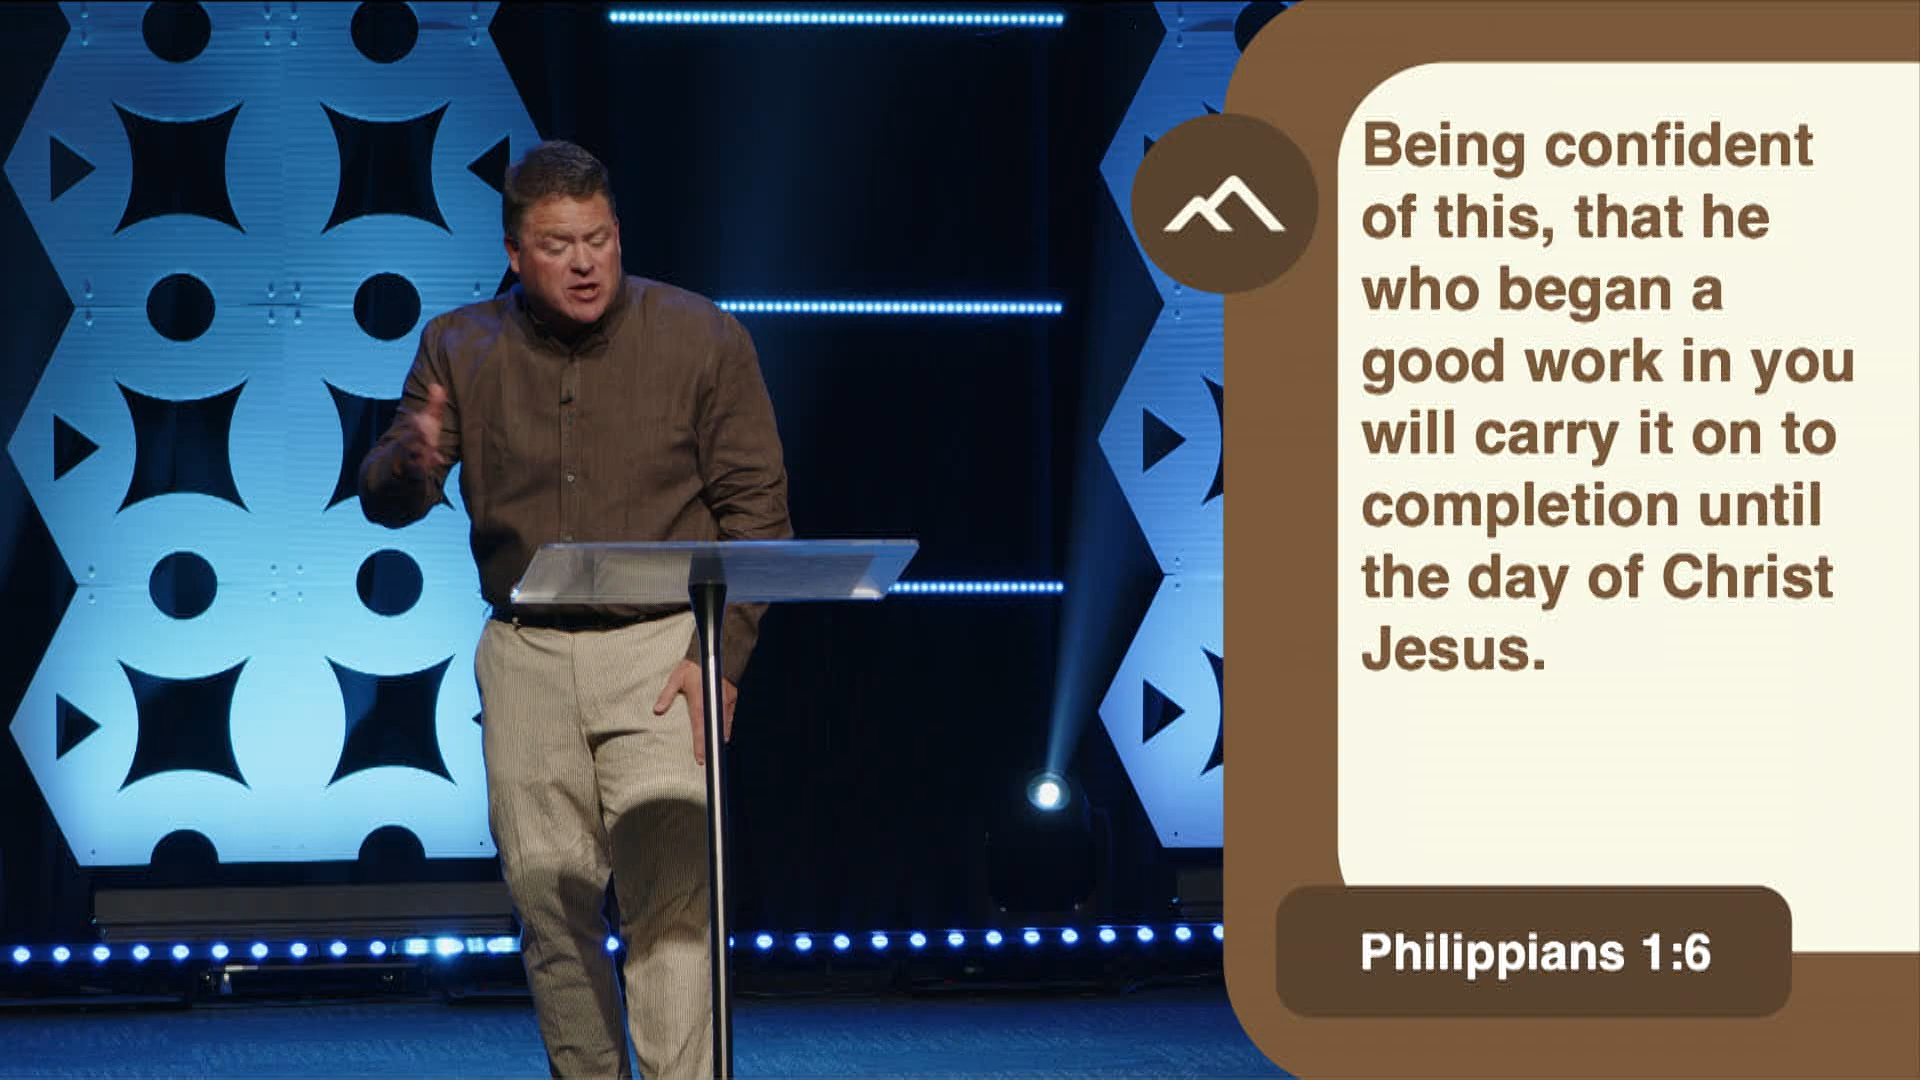 Being confident
of this, that he
who began a
good work in you
will carry it on to
completion until
the day of Christ
Jesus.
Philippians 1:6